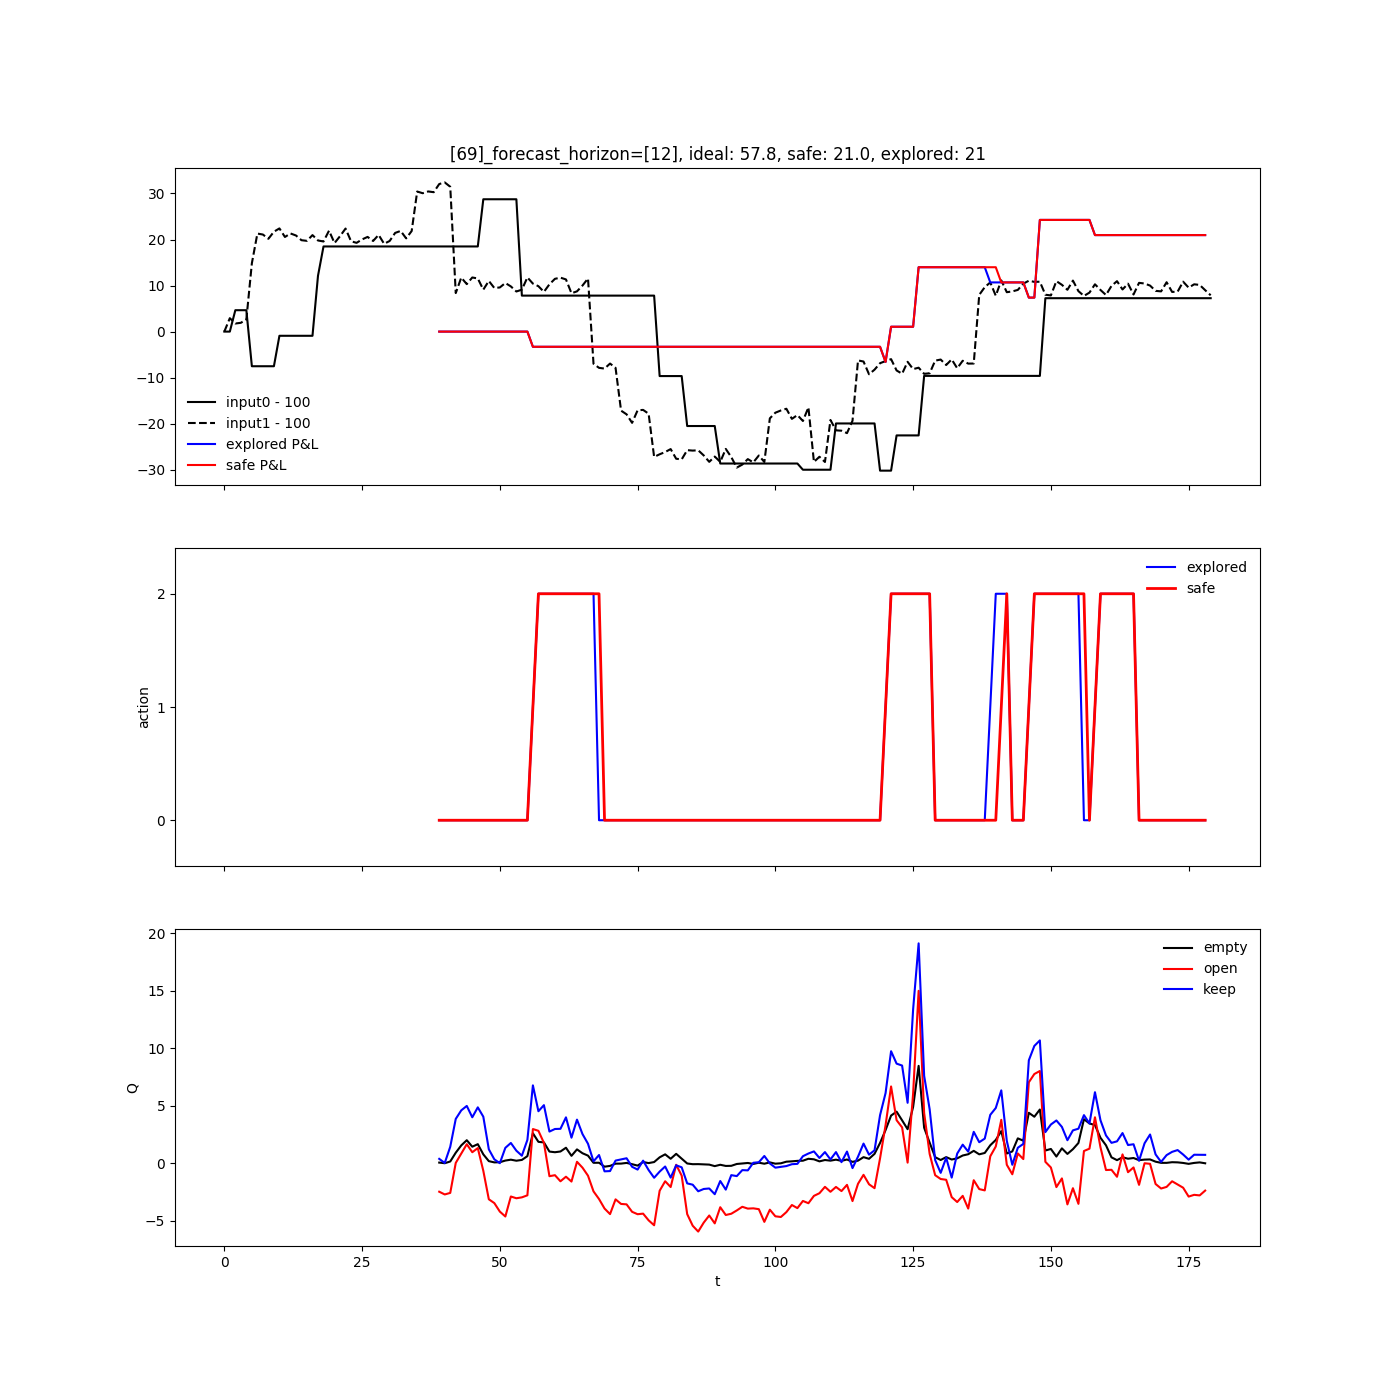 [69]_forecast_horizon=[12], ideal: 57.8, safe: 21.0, explored: 21
30
20
10
0
−10
−20
−30
input0 - 100
input1 - 100
explored P&L
safe P&L
2
1
0
action
explored
safe
20
15
10
5
0
−5
Q
empty
open
keep
0 25 50 75 100 125 150 175
t